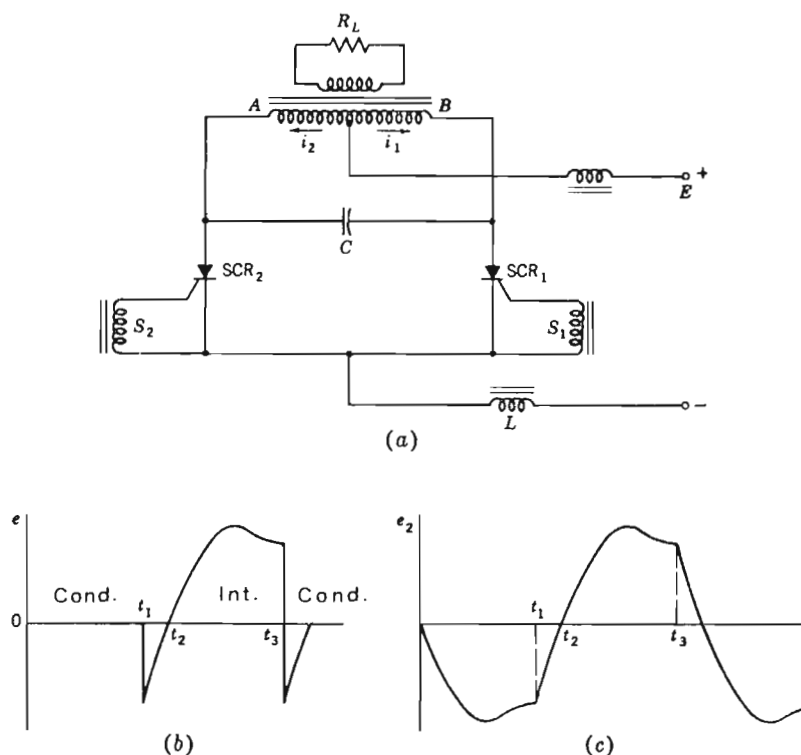 R_L
A B
i_2 i_1
+
E
C
SCR_2 SCR_1
S_2 S_1
L −
(a)
e e_2
Cond. t_1 Int. Cond. t_1
0 t_2 t_3 t_2 t_3
(b) (c)